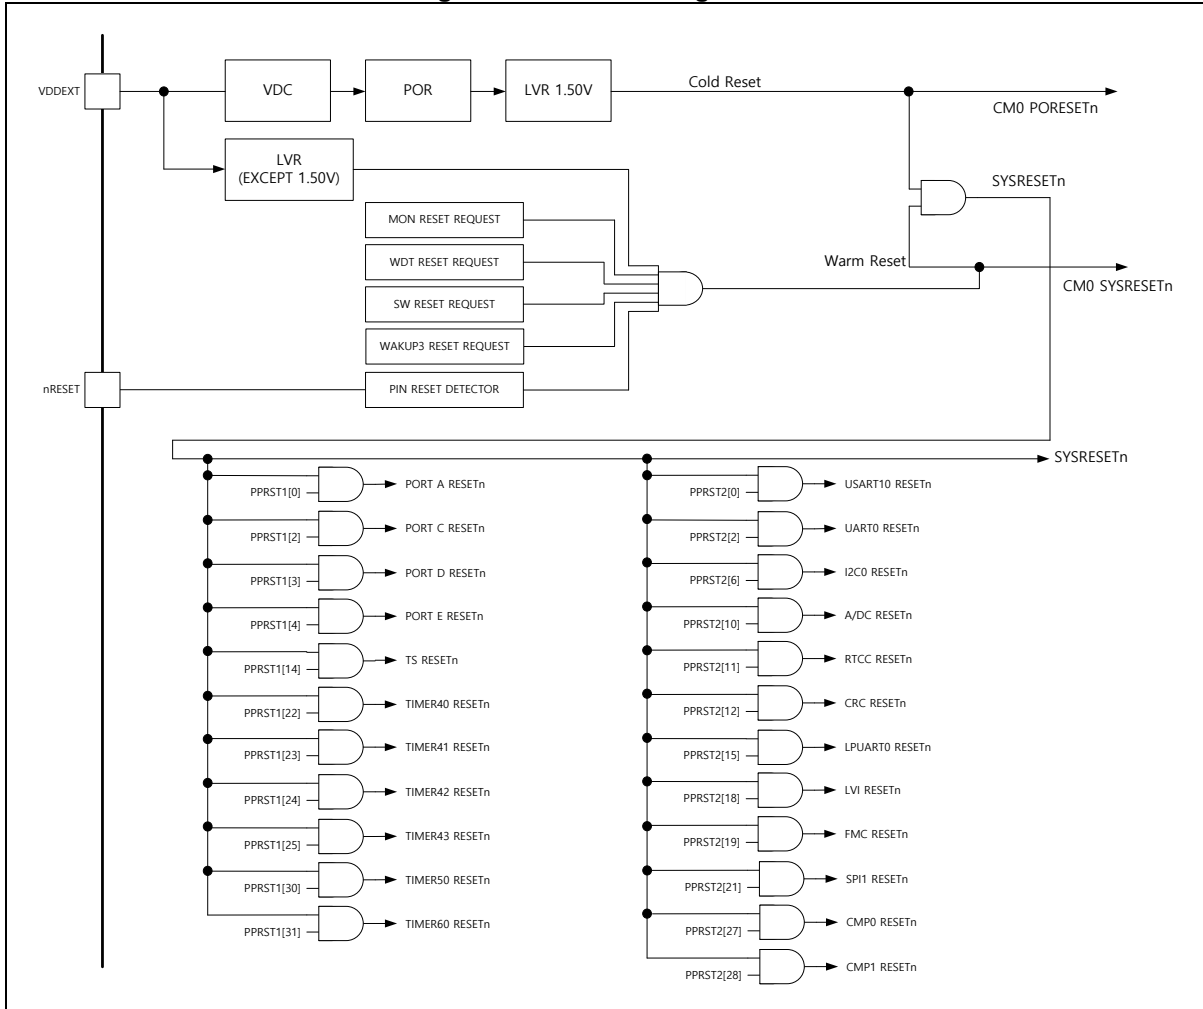 VDDEXT
VDC
POR
LVR 1.50V
Cold Reset
CM0 PORESETn
LVR
(EXCEPT 1.50V)
SYSRESETn
MON RESET REQUEST
WDT RESET REQUEST
Warm Reset
CM0 SYSRESETn
SW RESET REQUEST
WAKUP3 RESET REQUEST
nRESET
PIN RESET DETECTOR
SYSRESETn
PPRST1[0]
PORT A RESETn
PPRST1[2]
PORT C RESETn
PPRST1[3]
PORT D RESETn
PPRST1[4]
PORT E RESETn
PPRST1[14]
TS RESETn
PPRST1[22]
TIMER40 RESETn
PPRST1[23]
TIMER41 RESETn
PPRST1[24]
TIMER42 RESETn
PPRST1[25]
TIMER43 RESETn
PPRST1[30]
TIMER50 RESETn
PPRST1[31]
TIMER60 RESETn
PPRST2[0]
USART10 RESETn
PPRST2[2]
UART0 RESETn
PPRST2[6]
I2C0 RESETn
PPRST2[10]
A/DC RESETn
PPRST2[11]
RTCC RESETn
PPRST2[12]
CRC RESETn
PPRST2[15]
LPUART0 RESETn
PPRST2[18]
LVI RESETn
PPRST2[19]
FMC RESETn
PPRST2[21]
SPI1 RESETn
PPRST2[27]
CMP0 RESETn
PPRST2[28]
CMP1 RESETn